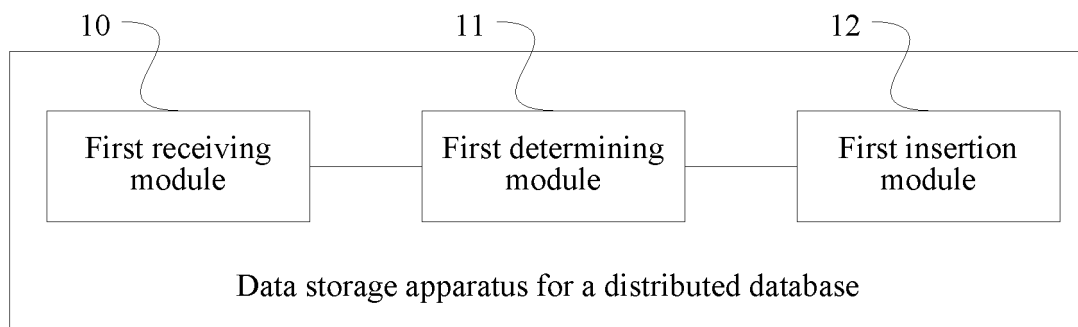 10
11
12
First receiving
module
First determining
module
First insertion
module
Data storage apparatus for a distributed database